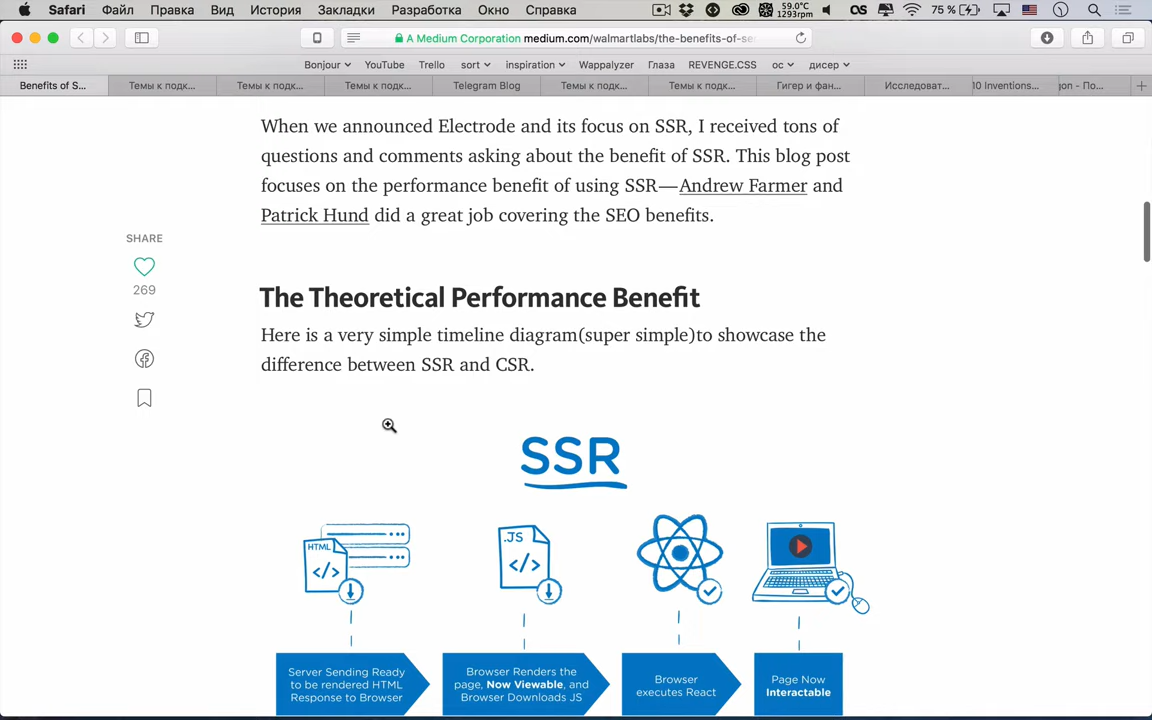 Safari Файл Правка Вид История Закладки Разработка Окно Справка 59.0°C 1293rpm OS 75 %
A Medium Corporation medium.com/walmartlabs/the-benefits-of-se
Bonjour YouTube Trello sort inspiration Wappalyzer Глаза REVENGE.CSS ос дисер
Benefits of S... Темы к подк... Темы к подк... Темы к подк... Telegram Blog Темы к подк... Темы к подк... Гигер и фан... Исследоват... 10 Inventions... gon - По...
When we announced Electrode and its focus on SSR, I received tons of
questions and comments asking about the benefit of SSR. This blog post
focuses on the performance benefit of using SSR—Andrew Farmer and
Patrick Hund did a great job covering the SEO benefits.
SHARE
269
The Theoretical Performance Benefit
Here is a very simple timeline diagram(super simple)to showcase the
difference between SSR and CSR.
SSR
HTML
.JS
Server Sending Ready
to be rendered HTML
Response to Browser
Browser Renders the
page, Now Viewable, and
Browser Downloads JS
Browser
executes React
Page Now
Interactable